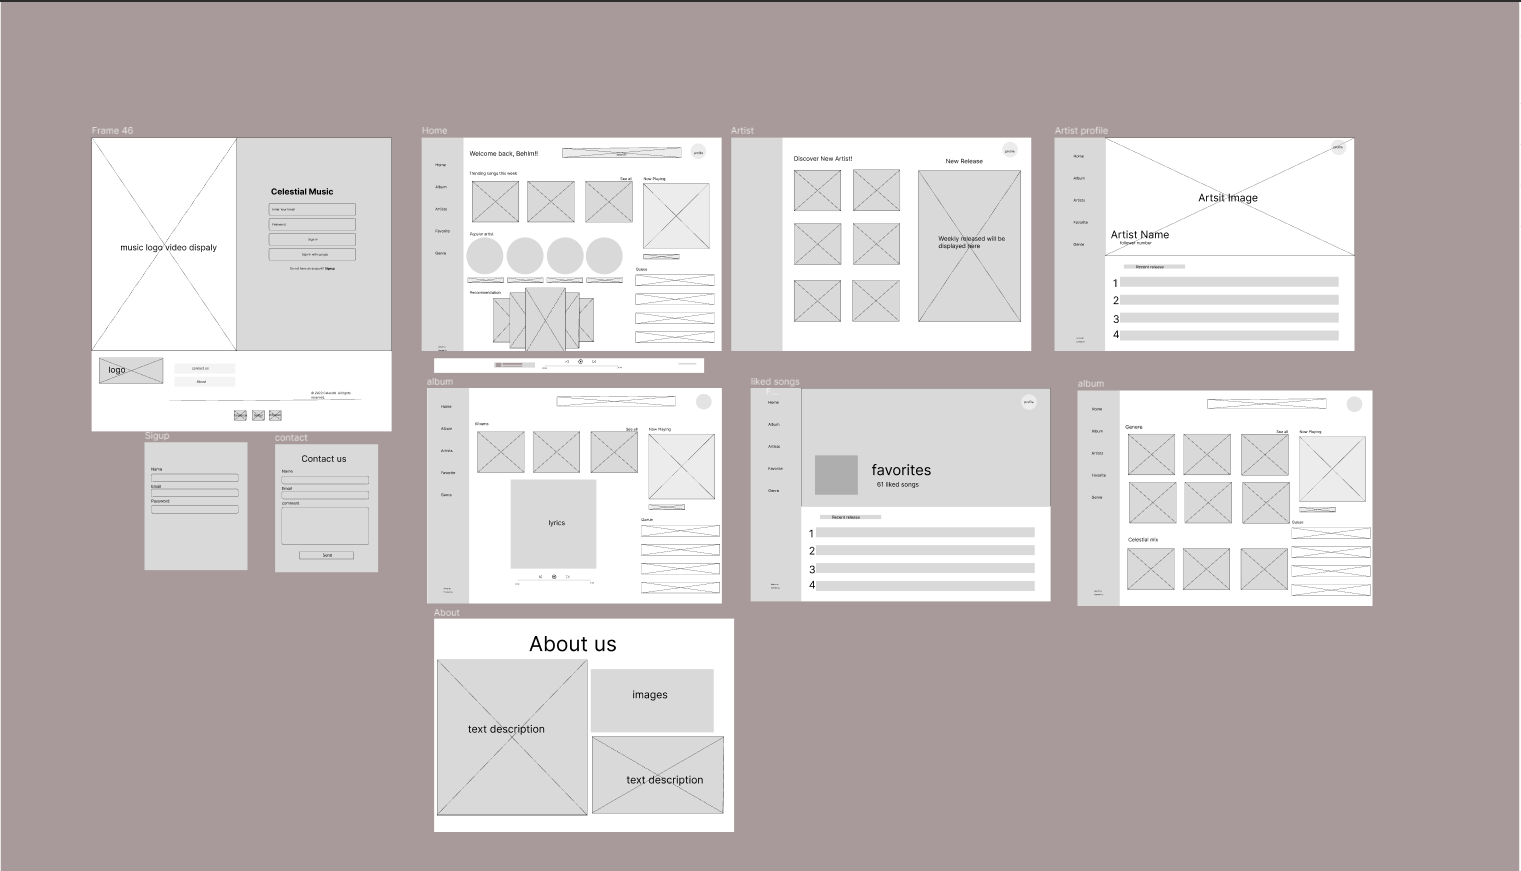 Frame 46
music logo video dispaly
Celestial Music
Enter Your Email
Password
Sign in
Sign in with google
Do not have an account? Signup
logo
contact us
About
reserved.
Sigup
Name
Email
Password
contact
Contact us
Name
Email
comment
Send
Home
Home
Album
Artists
Favorite
Genre
Welcome back, Behim!!
profile
Trending songs this week
See all
Now Playing
Popular artist
Queue
Recommendation
Artist
Discover New Artist!!
profile
New Release
Weekly released will be
displayed here
Artist profile
Home
Album
Artists
Favorite
Genre
profile
Artsit Image
Artist Name
follower number
Recent release
1
2
3
4
album
Home
Album
Artists
Favorite
Genre
Albums
See all
Now Playing
lyrics
Queue
liked songs
Home
Album
Artists
Favorite
Genre
profile
favorites
61 liked songs
Recent release
1
2
3
4
album
Home
Album
Artists
Favorite
Genre
Genere
See all
Now Playing
Queue
Celestial mix
About
About us
text description
images
text description